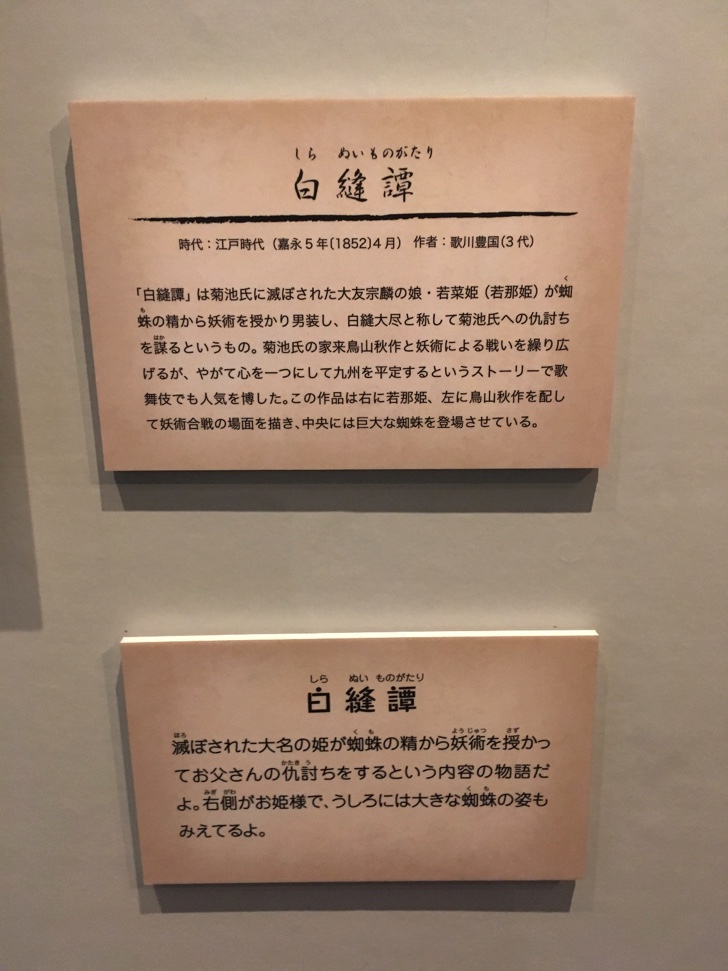 しら ぬいものがたり
白縫譚
時代：江戸時代（嘉永5年〔1852〕4月） 作者：歌川豊国(3代)
「白縫譚」は菊池氏に滅ぼされた大友宗麟の娘・若菜姫（若那姫）が蜘
蛛の精から妖術を授かり男装し、白縫大尽と称して菊池氏への仇討ち
を謀るというもの。菊池氏の家来鳥山秋作と妖術による戦いを繰り広
げるが、やがて心を一つにして九州を平定するというストーリーで歌
舞伎でも人気を博した。この作品は右に若那姫、左に鳥山秋作を配し
て妖術合戦の場面を描き、中央には巨大な蜘蛛を登場させている。
しら ぬい ものがたり
白縫譚
滅ぼされた大名の姫が蜘蛛の精から妖術を授かっ
てお父さんの仇討ちをするという内容の物語だ
よ。右側がお姫様で、うしろには大きな蜘蛛の姿も
みえてるよ。